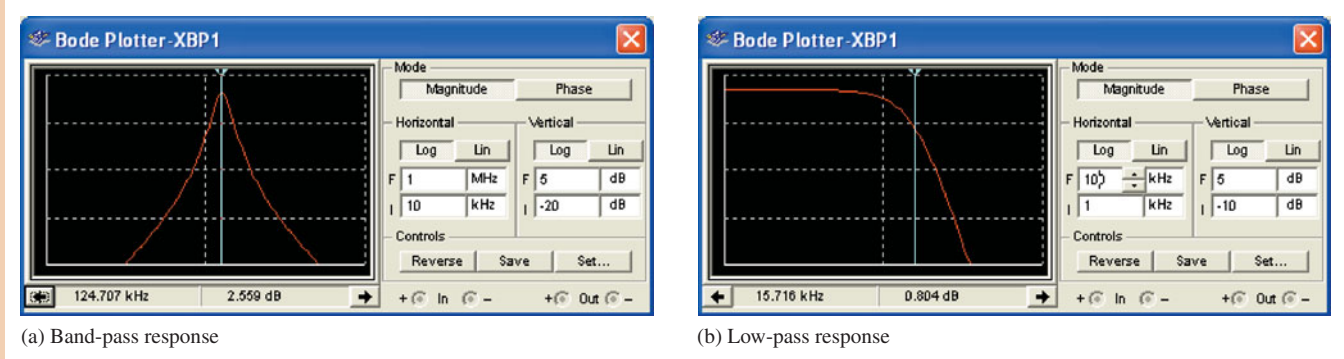 Bode Plotter-XBP1
Mode
Magnitude Phase
Horizontal Vertical
Log Lin Log Lin
F 1 MHz F 5 dB
I 10 kHz I -20 dB
Controls
Reverse Save Set...
124.707 kHz 2.559 dB
+ In - + Out -
(a) Band-pass response
Bode Plotter-XBP1
Mode
Magnitude Phase
Horizontal Vertical
Log Lin Log Lin
F kHz F 5 dB
I 1 kHz I -10 dB
Controls
Reverse Save Set...
15.716 kHz 0.804 dB
+ In - + Out -
(b) Low-pass response